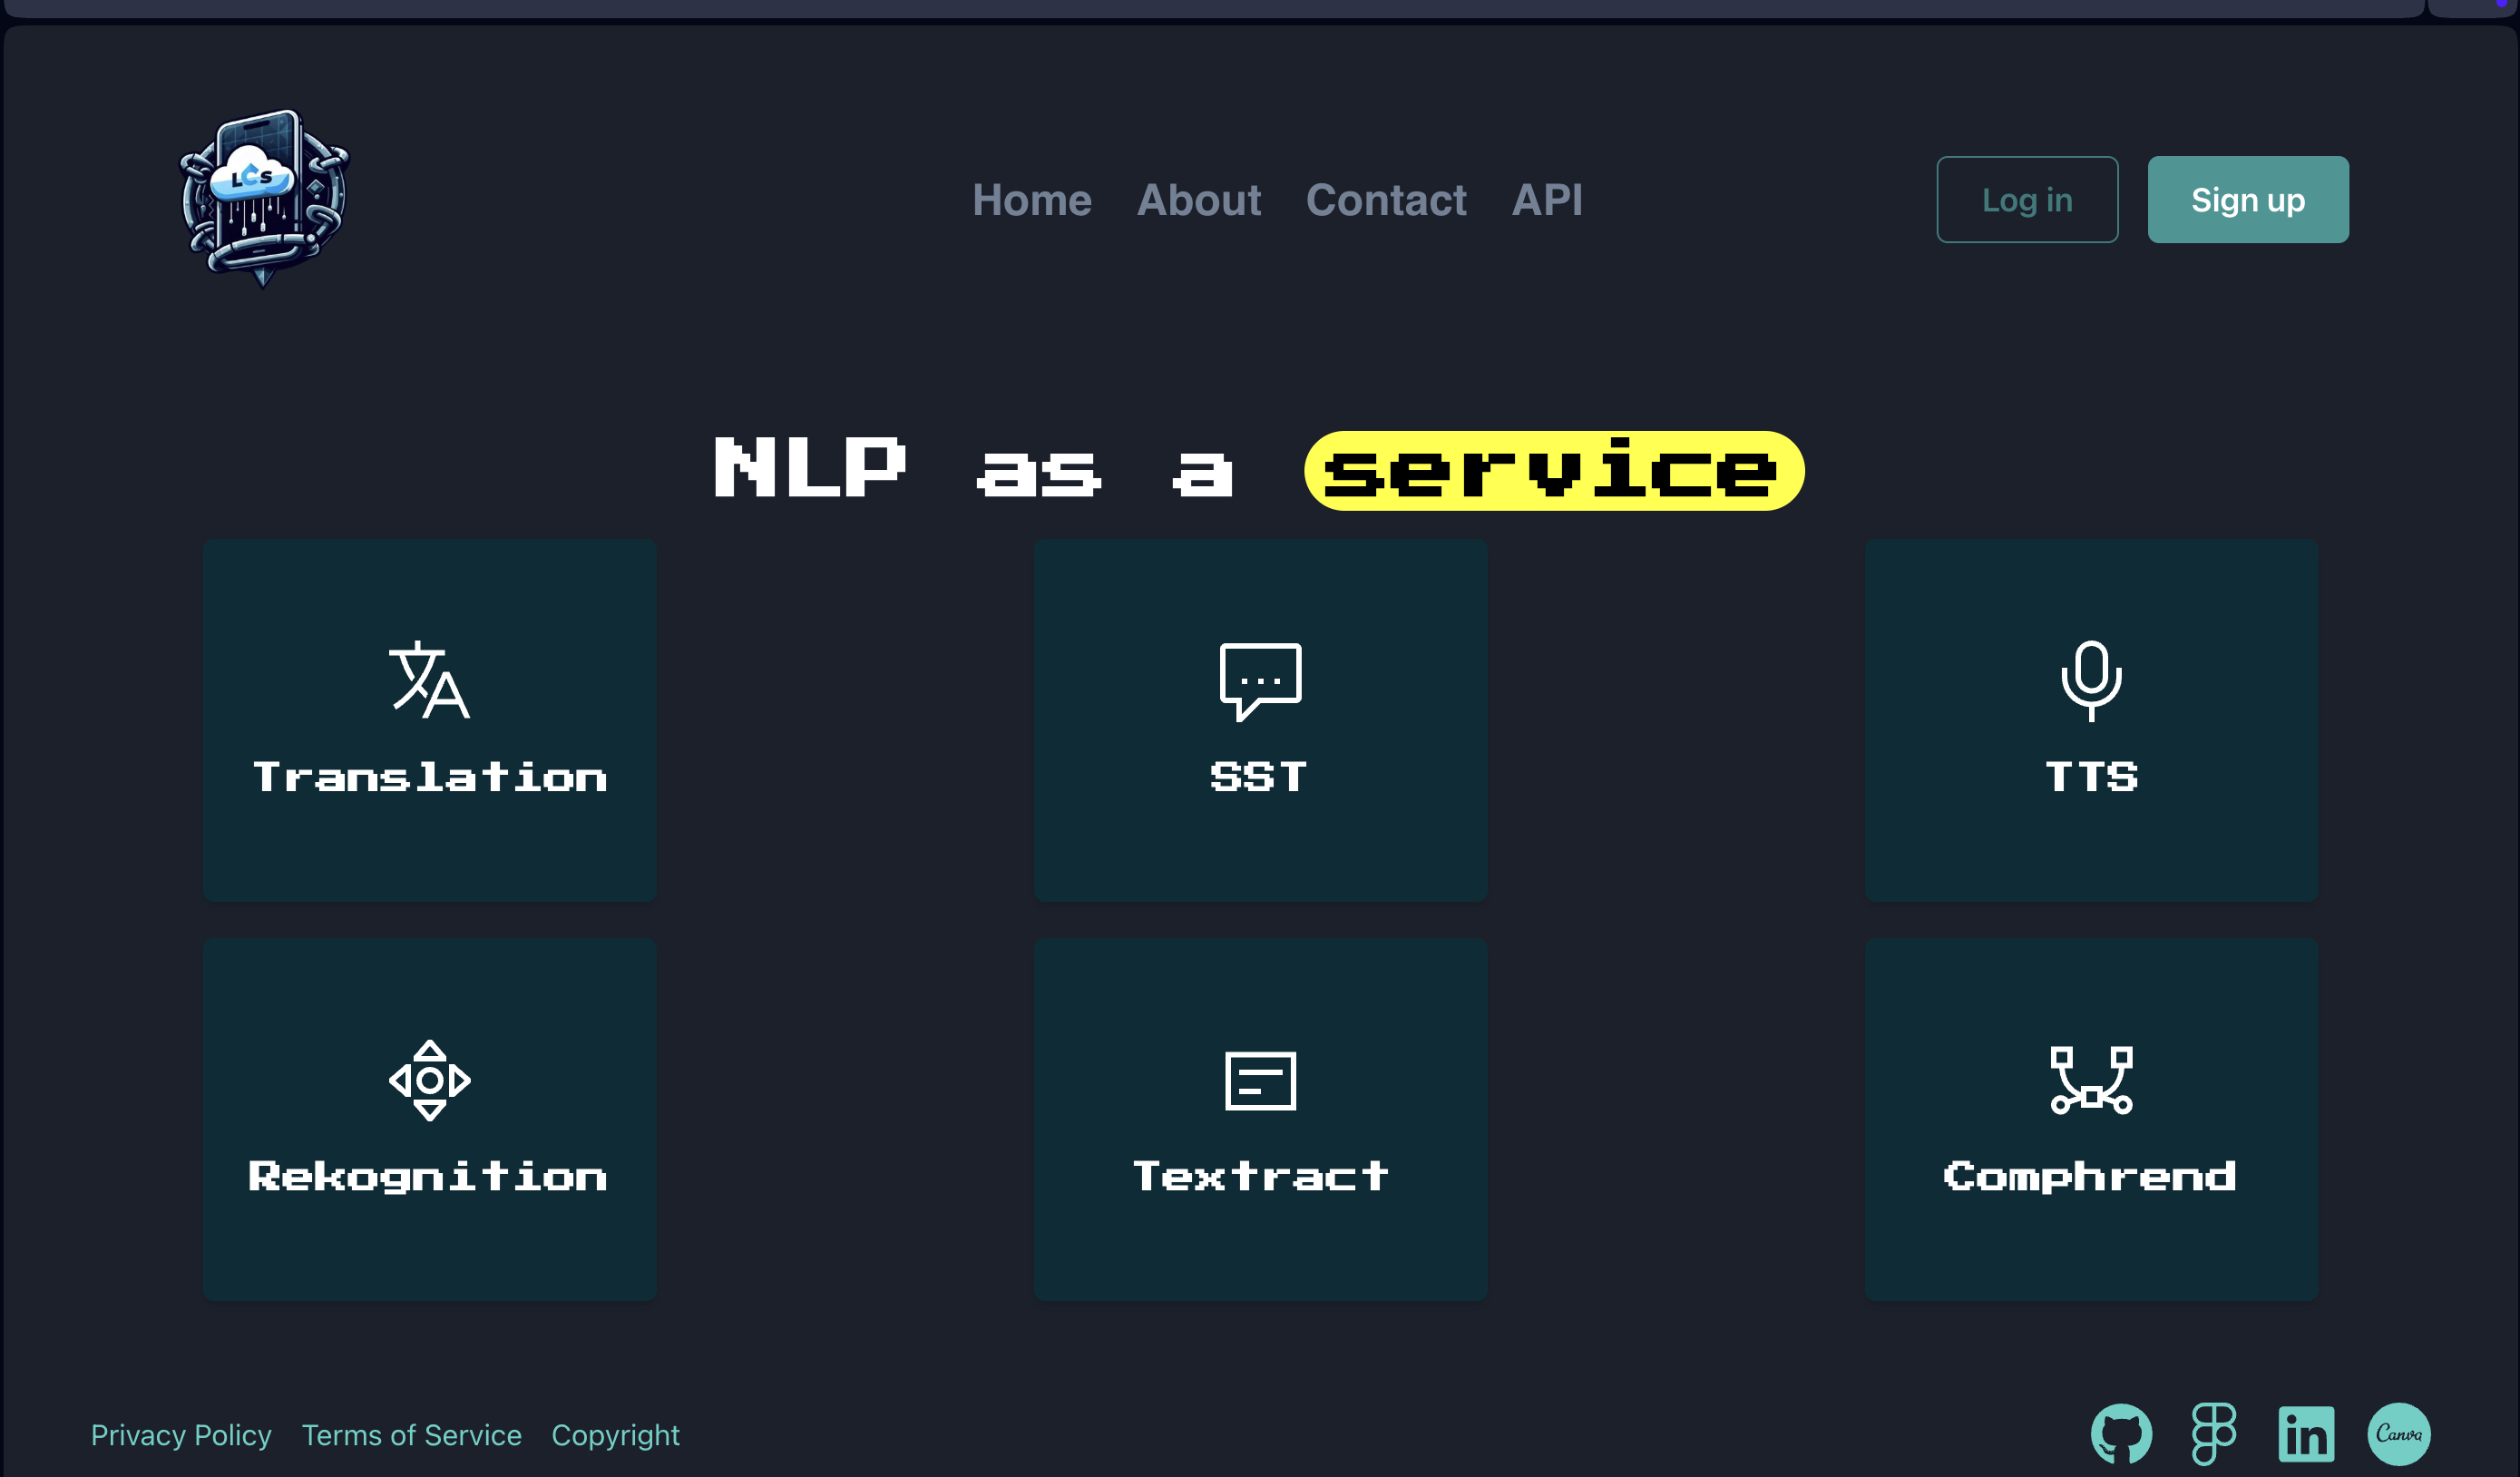 LCS
Home About Contact API
Log in Sign up
NLP as a service
Translation SST TTS
Rekognition Textract Comphrend
Privacy Policy Terms of Service Copyright
in Canva